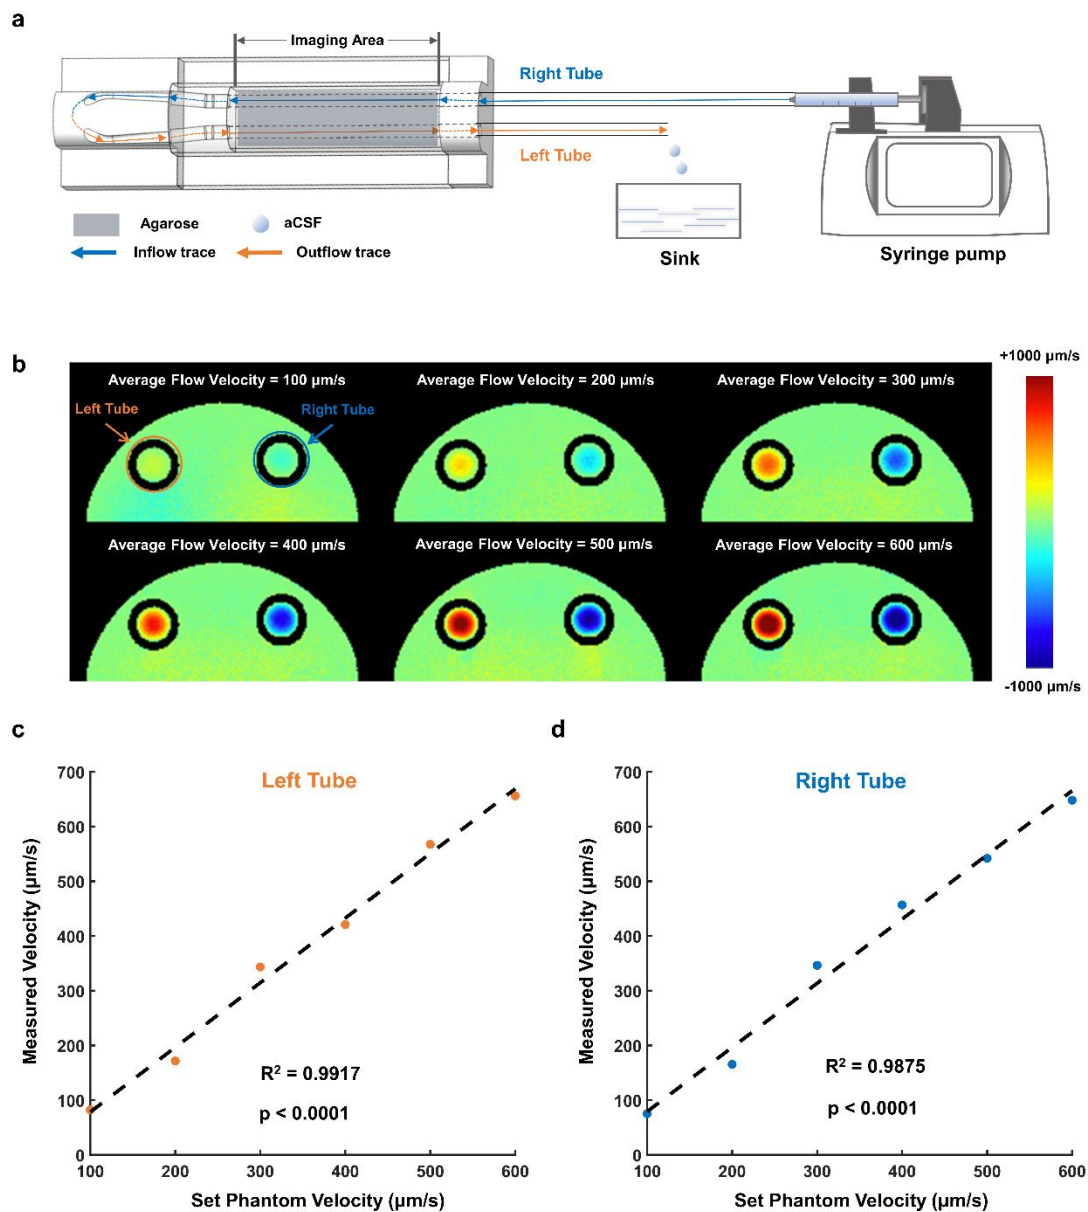 a
Imaging Area
Right Tube
Left Tube
Agarose
aCSF
Inflow trace
Outflow trace
Sink
Syringe pump
b
+1000 µm/s
Average Flow Velocity = 100 µm/s
Average Flow Velocity = 200 µm/s
Average Flow Velocity = 300 µm/s
Left Tube
Right Tube
Average Flow Velocity = 400 µm/s
Average Flow Velocity = 500 µm/s
Average Flow Velocity = 600 µm/s
-1000 µm/s
c
Left Tube
Measured Velocity (µm/s)
700
600
500
400
300
200
100
0
R² = 0.9917
p < 0.0001
100 200 300 400 500 600
Set Phantom Velocity (µm/s)
d
Right Tube
Measured Velocity (µm/s)
700
600
500
400
300
200
100
0
R² = 0.9875
p < 0.0001
100 200 300 400 500 600
Set Phantom Velocity (µm/s)